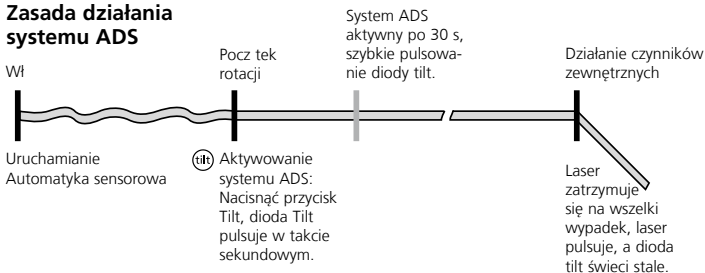 Zasada działania
systemu ADS
Wł
Uruchamianie
Automatyka sensorowa
Pocz tek
rotacji
tilt
Aktywowanie
systemu ADS:
Nacisnąć przycisk
Tilt, dioda Tilt
pulsuje w takcie
sekundowym.
System ADS
aktywny po 30 s,
szybkie pulsowa-
nie diody tilt.
Działanie czynników
zewnętrznych
Laser
zatrzymuje
się na wszelki
wypadek, laser
pulsuje, a dioda
tilt świeci stale.